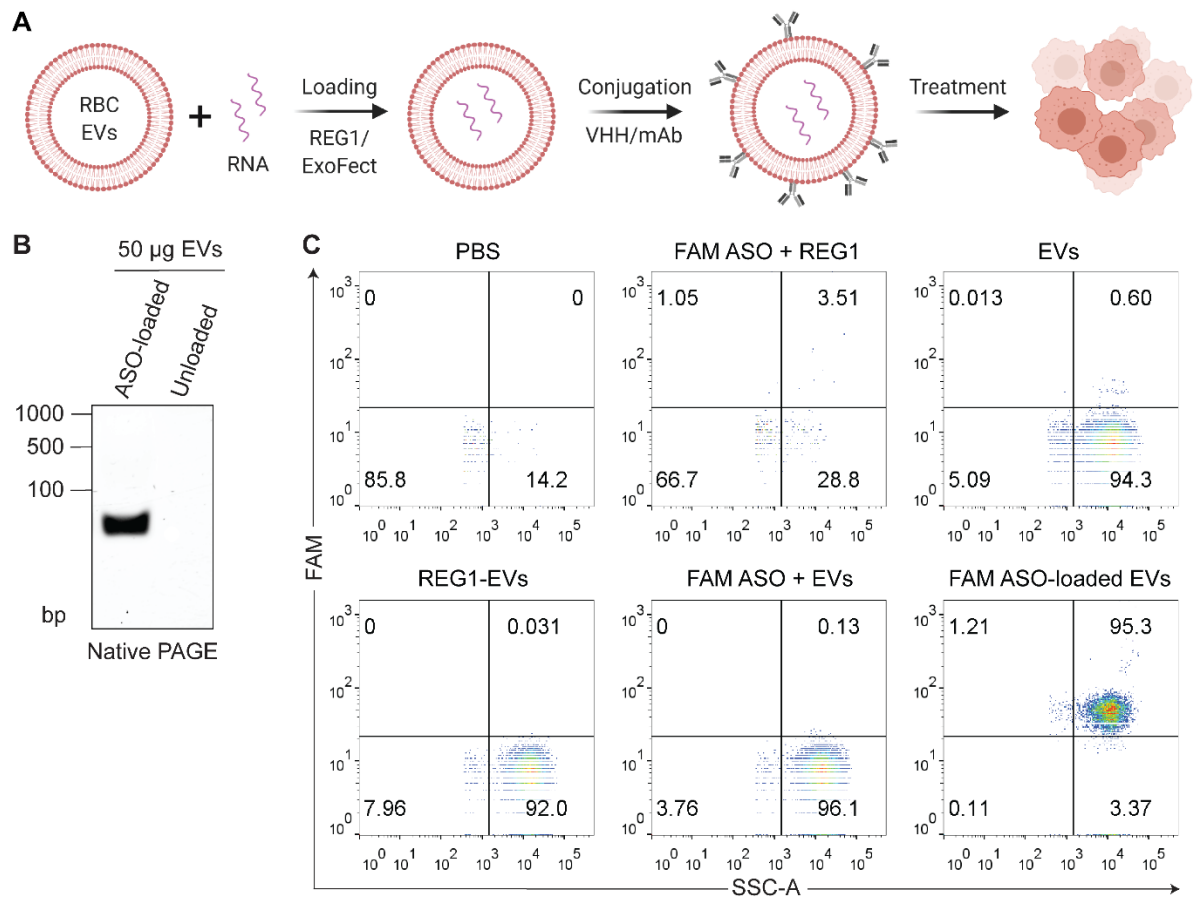 A
RBC
EVs
+
RNA
Loading
REG1/
ExoFect
Conjugation
VHH/mAb
Treatment
B
50 µg EVs
ASO-loaded
Unloaded
1000
500
100
bp
Native PAGE
C
PBS
FAM ASO + REG1
EVs
10³
10²
10¹
10⁰
0
0
85.8
14.2
10⁰ 10¹ 10² 10³ 10⁴ 10⁵
10³
10²
10¹
10⁰
1.05
3.51
66.7
28.8
10⁰ 10¹ 10² 10³ 10⁴ 10⁵
10³
10²
10¹
10⁰
0.013
0.60
5.09
94.3
10⁰ 10¹ 10² 10³ 10⁴ 10⁵
FAM
REG1-EVs
FAM ASO + EVs
FAM ASO-loaded EVs
10³
10²
10¹
10⁰
0
0.031
7.96
92.0
10⁰ 10¹ 10² 10³ 10⁴ 10⁵
10³
10²
10¹
10⁰
0
0.13
3.76
96.1
10⁰ 10¹ 10² 10³ 10⁴ 10⁵
10³
10²
10¹
10⁰
1.21
95.3
0.11
3.37
10⁰ 10¹ 10² 10³ 10⁴ 10⁵
SSC-A